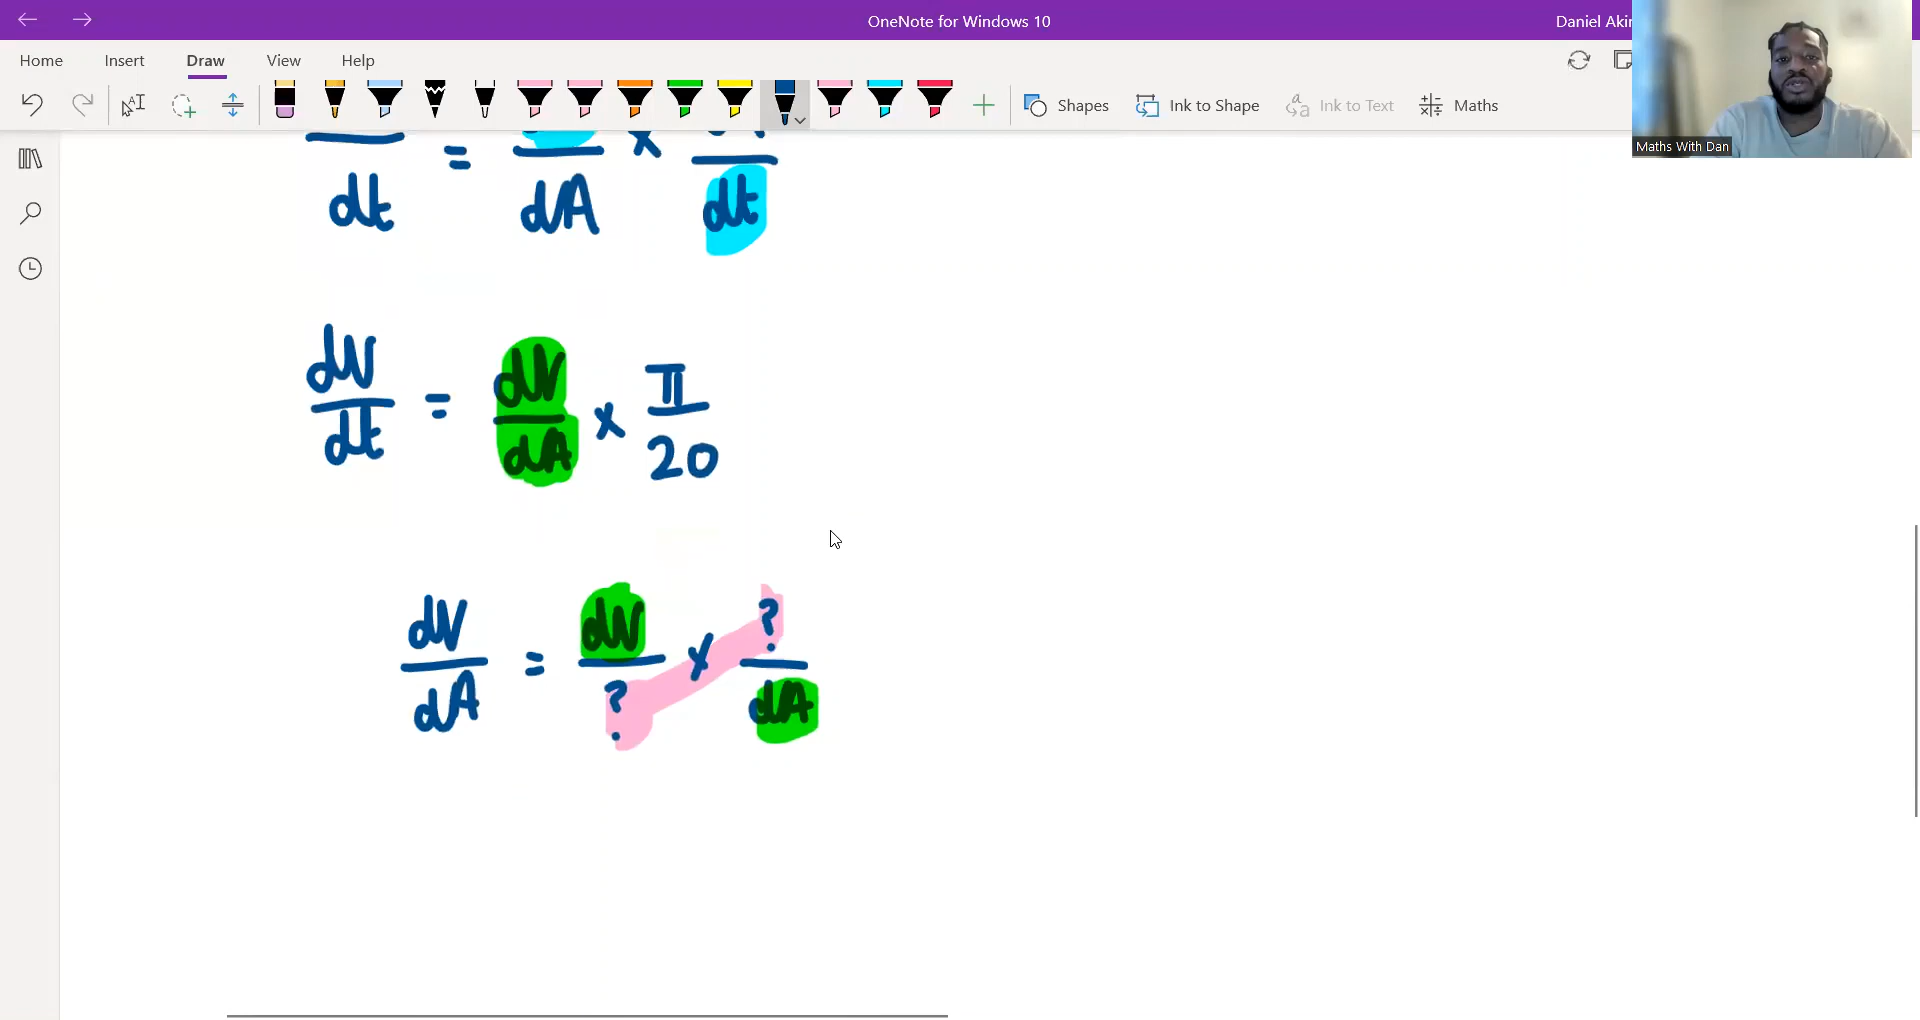 OneNote for Windows 10
Daniel Akin
Home Insert Draw View Help
Shapes Ink to Shape Ink to Text Maths
Maths With Dan
dt = dA × dt
dV/dt = dV/dA × π/20
dV/dA = dV/? × ?/dA